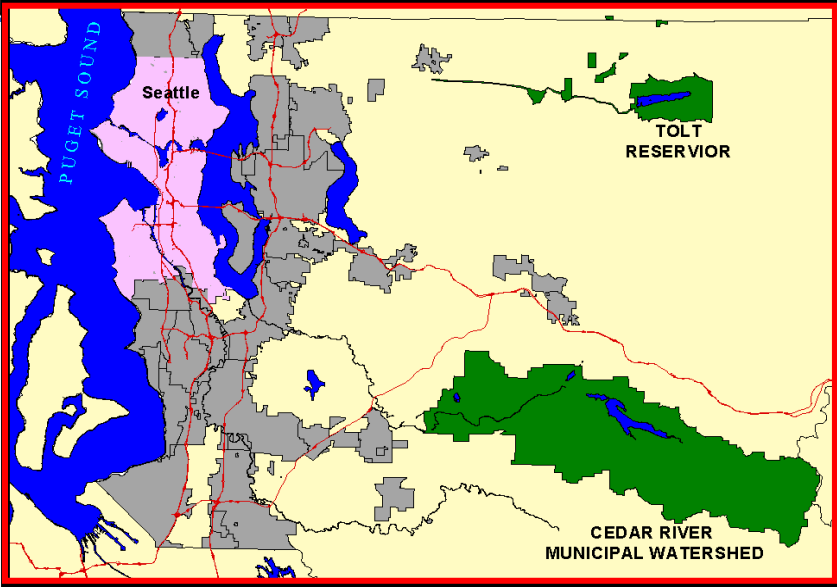 PUGET SOUND
Seattle
TOLT
RESERVIOR
CEDAR RIVER
MUNICIPAL WATERSHED